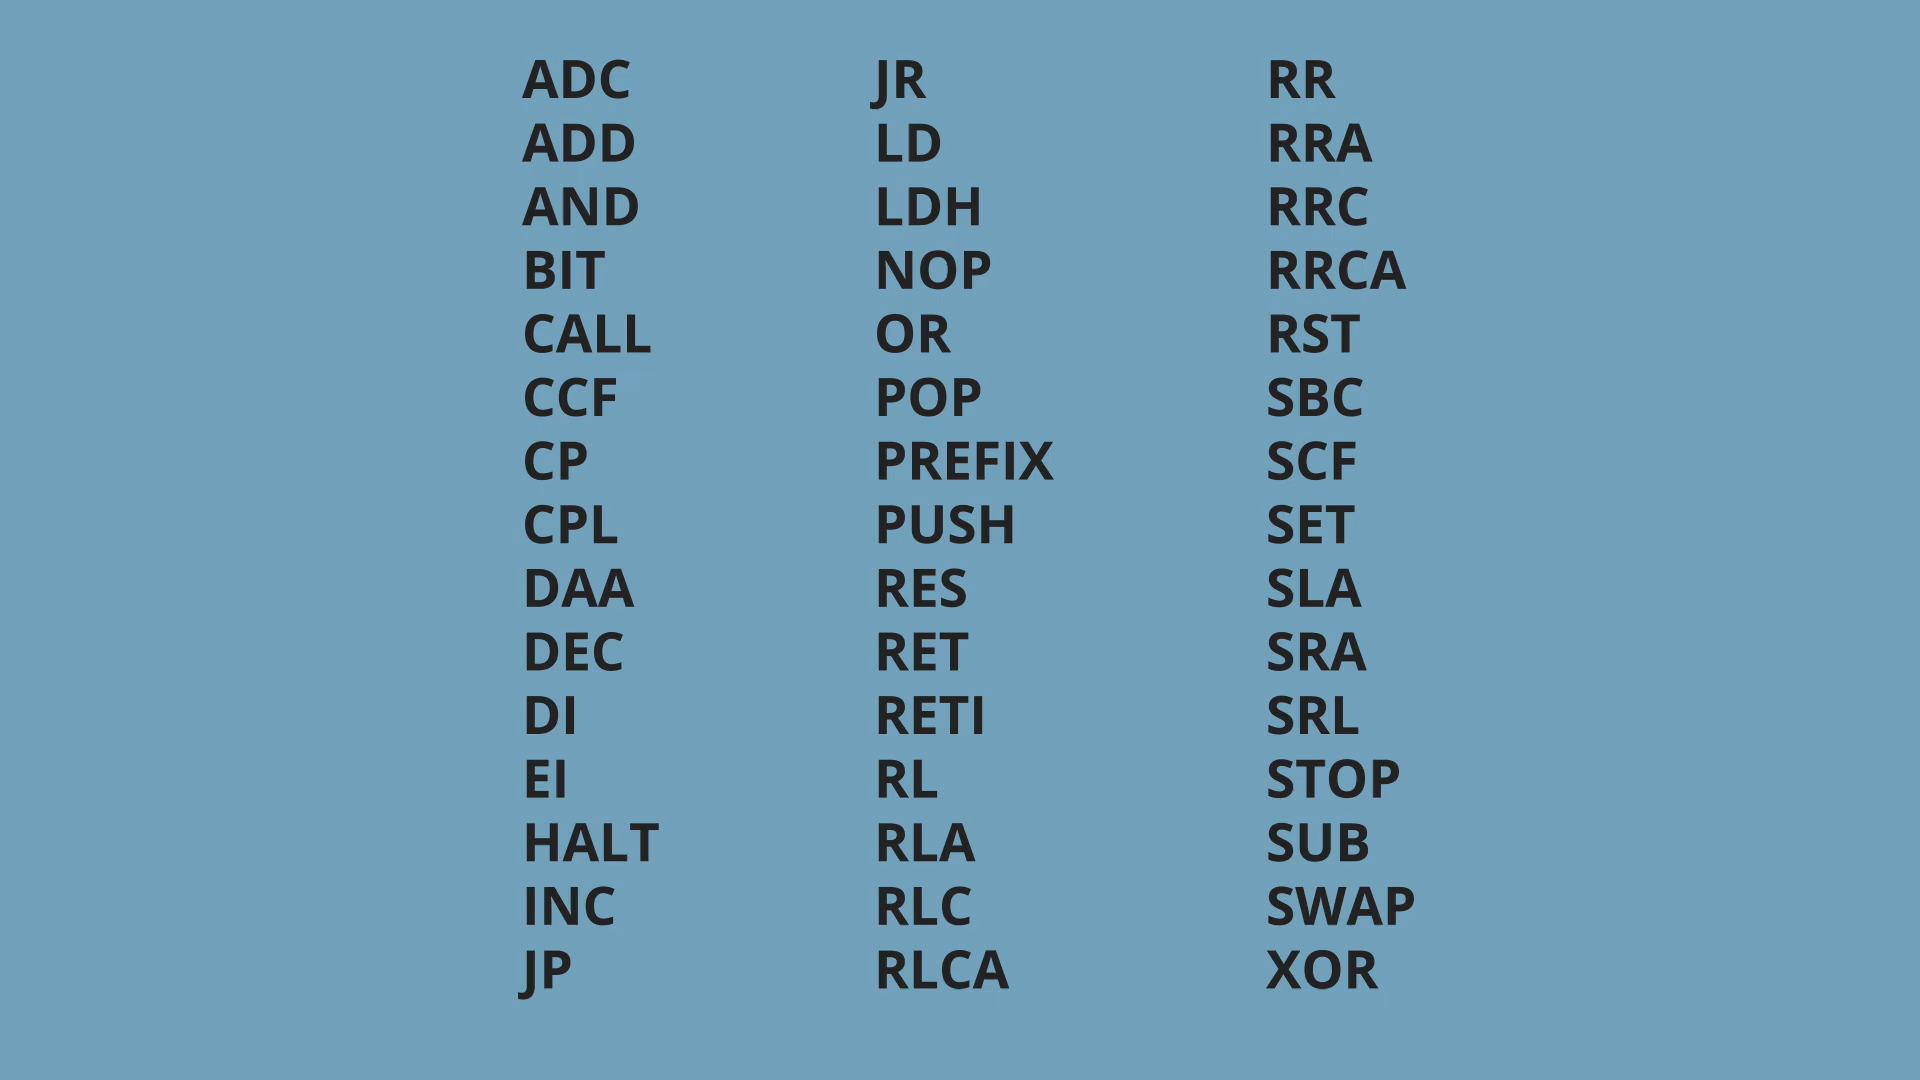 ADC
ADD
AND
BIT
CALL
CCF
CP
CPL
DAA
DEC
DI
EI
HALT
INC
JP
JR
LD
LDH
NOP
OR
POP
PREFIX
PUSH
RES
RET
RETI
RL
RLA
RLC
RLCA
RR
RRA
RRC
RRCA
RST
SBC
SCF
SET
SLA
SRA
SRL
STOP
SUB
SWAP
XOR